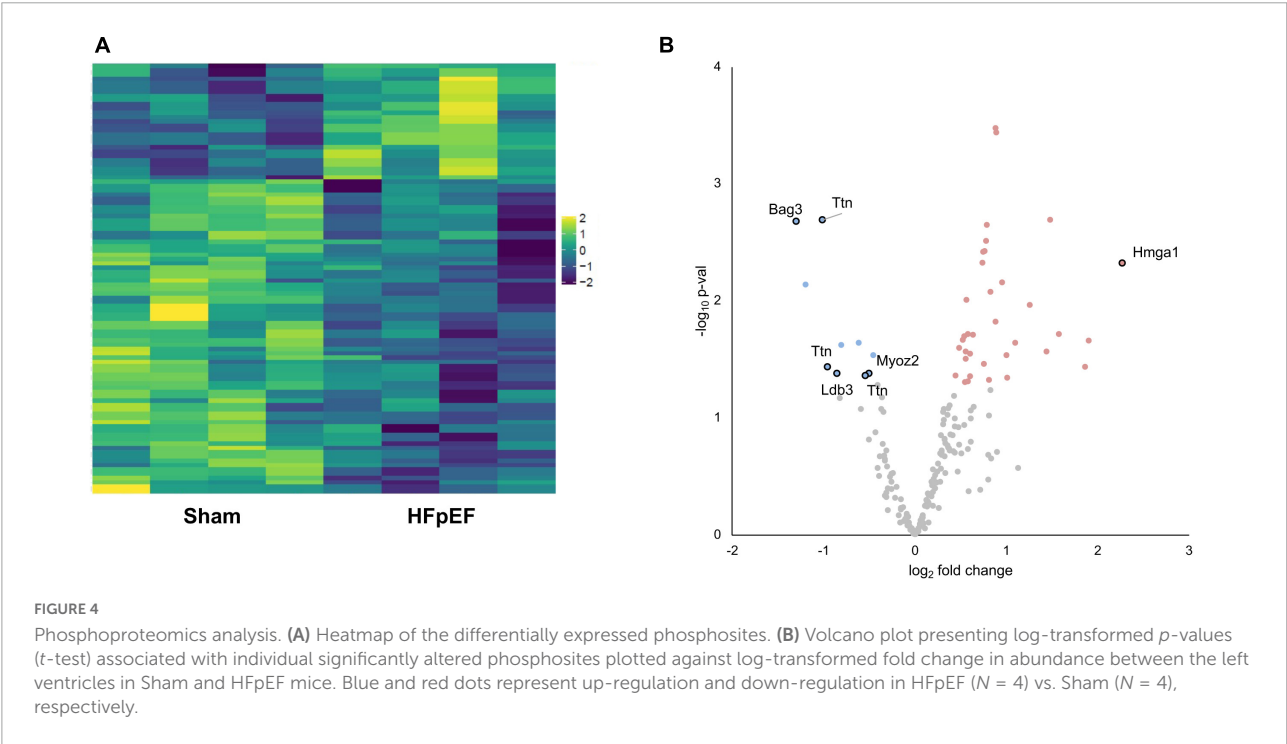 A
2
1
0
−1
−2
Sham HFpEF
B
4
3
2
1
0
-log10 p-val
Bag3 Ttn
Hmga1
Ttn Myoz2
Ldb3 Ttn
-2 -1 0 1 2 3
log2 fold change
FIGURE 4
Phosphoproteomics analysis. (A) Heatmap of the differentially expressed phosphosites. (B) Volcano plot presenting log-transformed p-values
(t-test) associated with individual significantly altered phosphosites plotted against log-transformed fold change in abundance between the left
ventricles in Sham and HFpEF mice. Blue and red dots represent up-regulation and down-regulation in HFpEF (N = 4) vs. Sham (N = 4),
respectively.